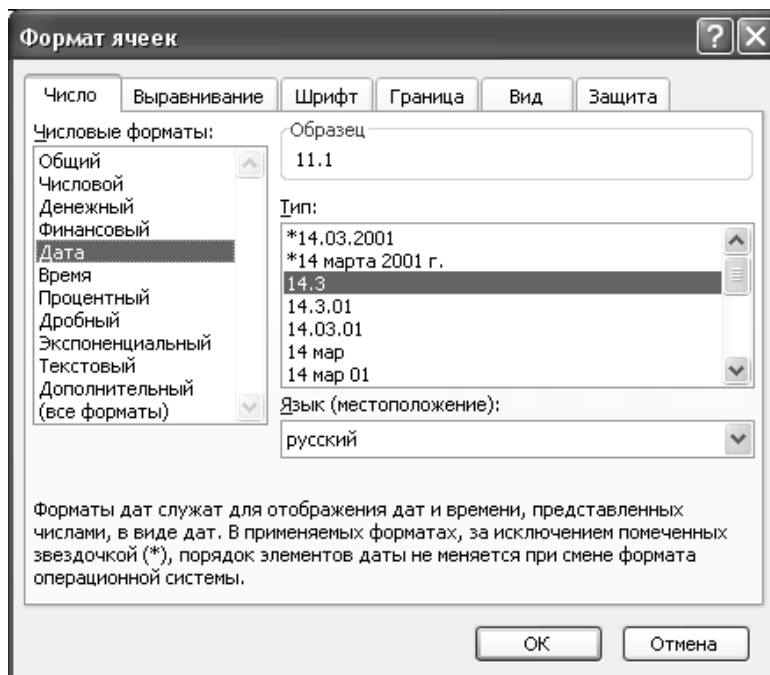 Формат ячеек
Число
Выравнивание
Шрифт
Граница
Вид
Защита
Числовые форматы:
Общий
Числовой
Денежный
Финансовый
Дата
Время
Процентный
Дробный
Экспоненциальный
Текстовый
Дополнительный
(все форматы)
Образец
11.1
Тип:
*14.03.2001
*14 марта 2001 г.
14.3
14.3.01
14.03.01
14 мар
14 мар 01
Язык (местоположение):
русский
Форматы дат служат для отображения дат и времени, представленных
числами, в виде дат. В применяемых форматах, за исключением помеченных
звездочкой (*), порядок элементов даты не меняется при смене формата
операционной системы.
ОК
Отмена